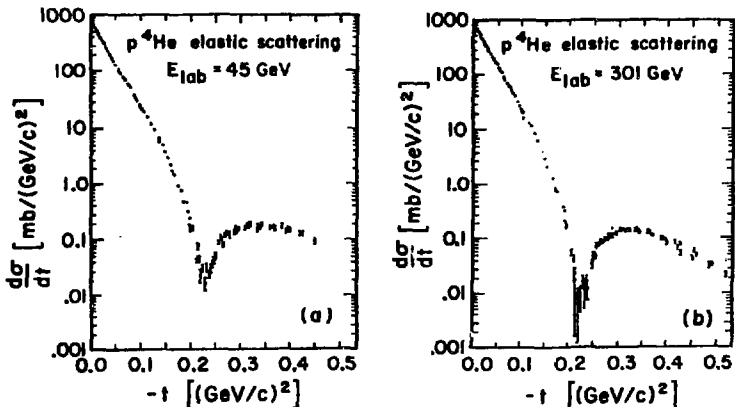 p ⁴He elastic scattering
E_lab = 45 GeV
dσ/dt [mb/(GeV/c)²]
1000
100
10
1.0
0.1
.01
.001
(a)
0.0 0.1 0.2 0.3 0.4 0.5
-t [(GeV/c)²]
p ⁴He elastic scattering
E_lab = 301 GeV
dσ/dt [mb/(GeV/c)²]
1000
100
10
1.0
0.1
.01
.001
(b)
0.0 0.1 0.2 0.3 0.4 0.5
-t [(GeV/c)²]